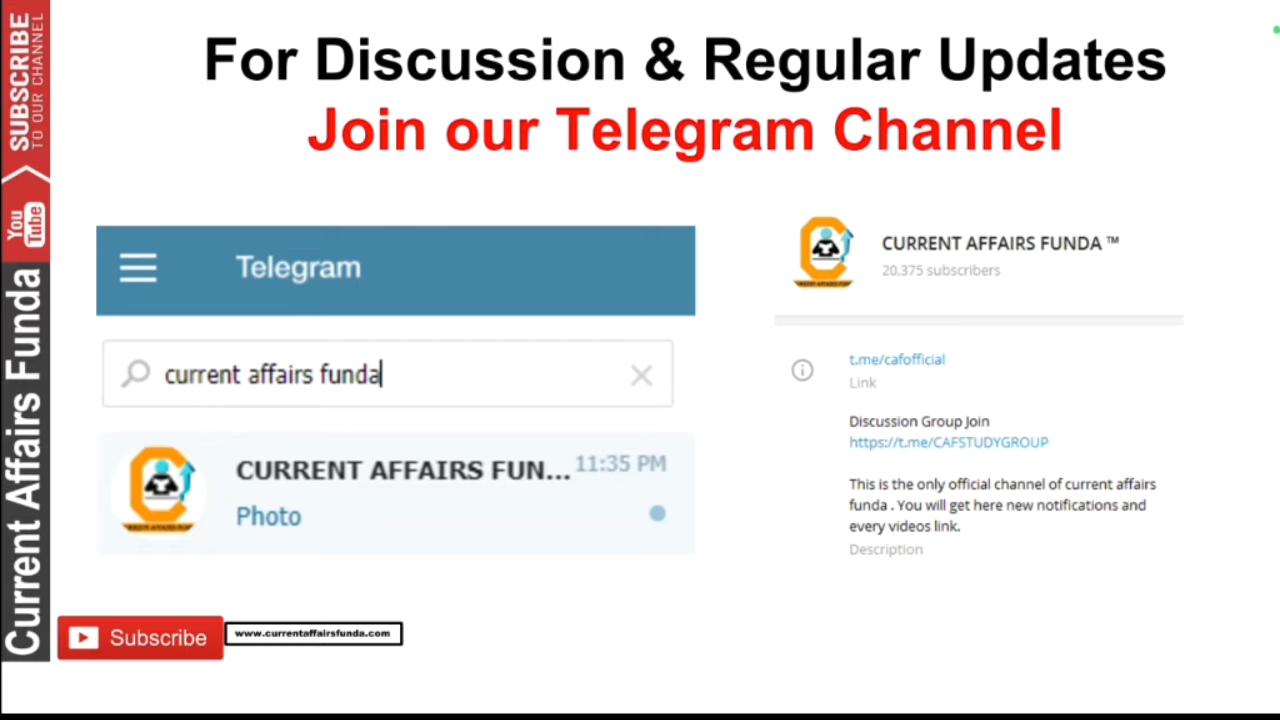 For Discussion & Regular Updates
Join our Telegram Channel
SUBSCRIBE
TO OUR CHANNEL
You
Tube
Current Affairs Funda
Telegram
current affairs funda
CURRENT AFFAIRS FUN...
11:35 PM
Photo
CURRENT AFFAIRS FUNDA ™
20,375 subscribers
t.me/cafofficial
Link
Discussion Group Join
https://t.me/CAFSTUDYGROUP
This is the only official channel of current affairs
funda . You will get here new notifications and
every videos link.
Description
Subscribe
www.currentaffairsfunda.com